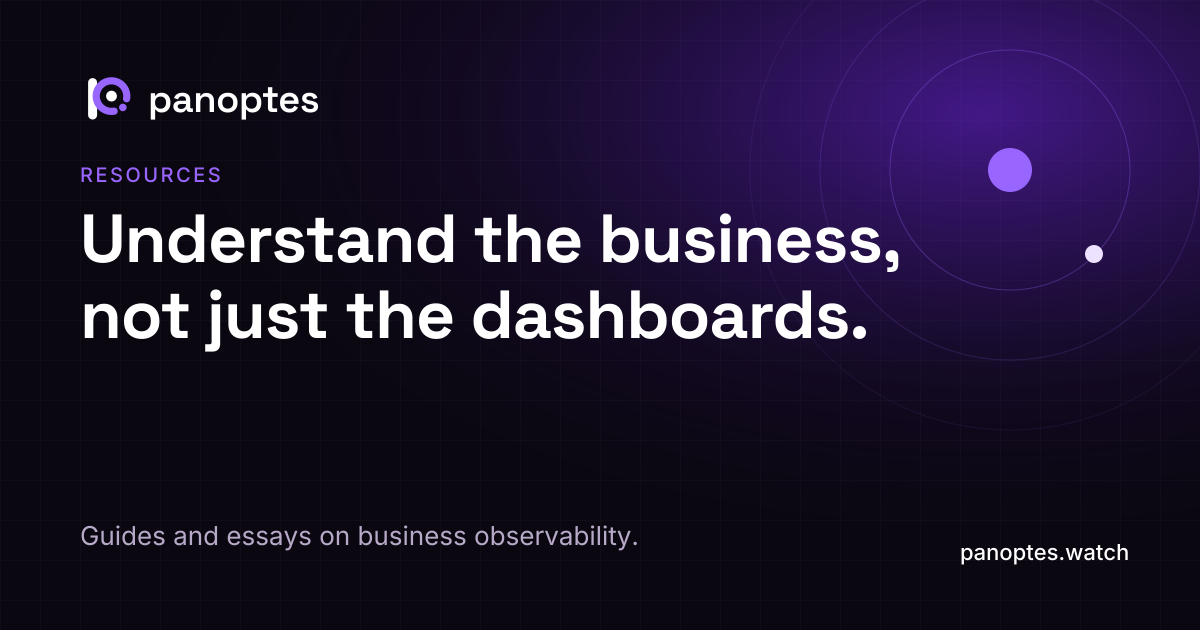 panoptes
RESOURCES
Understand the business,
not just the dashboards.
Guides and essays on business observability.
panoptes.watch